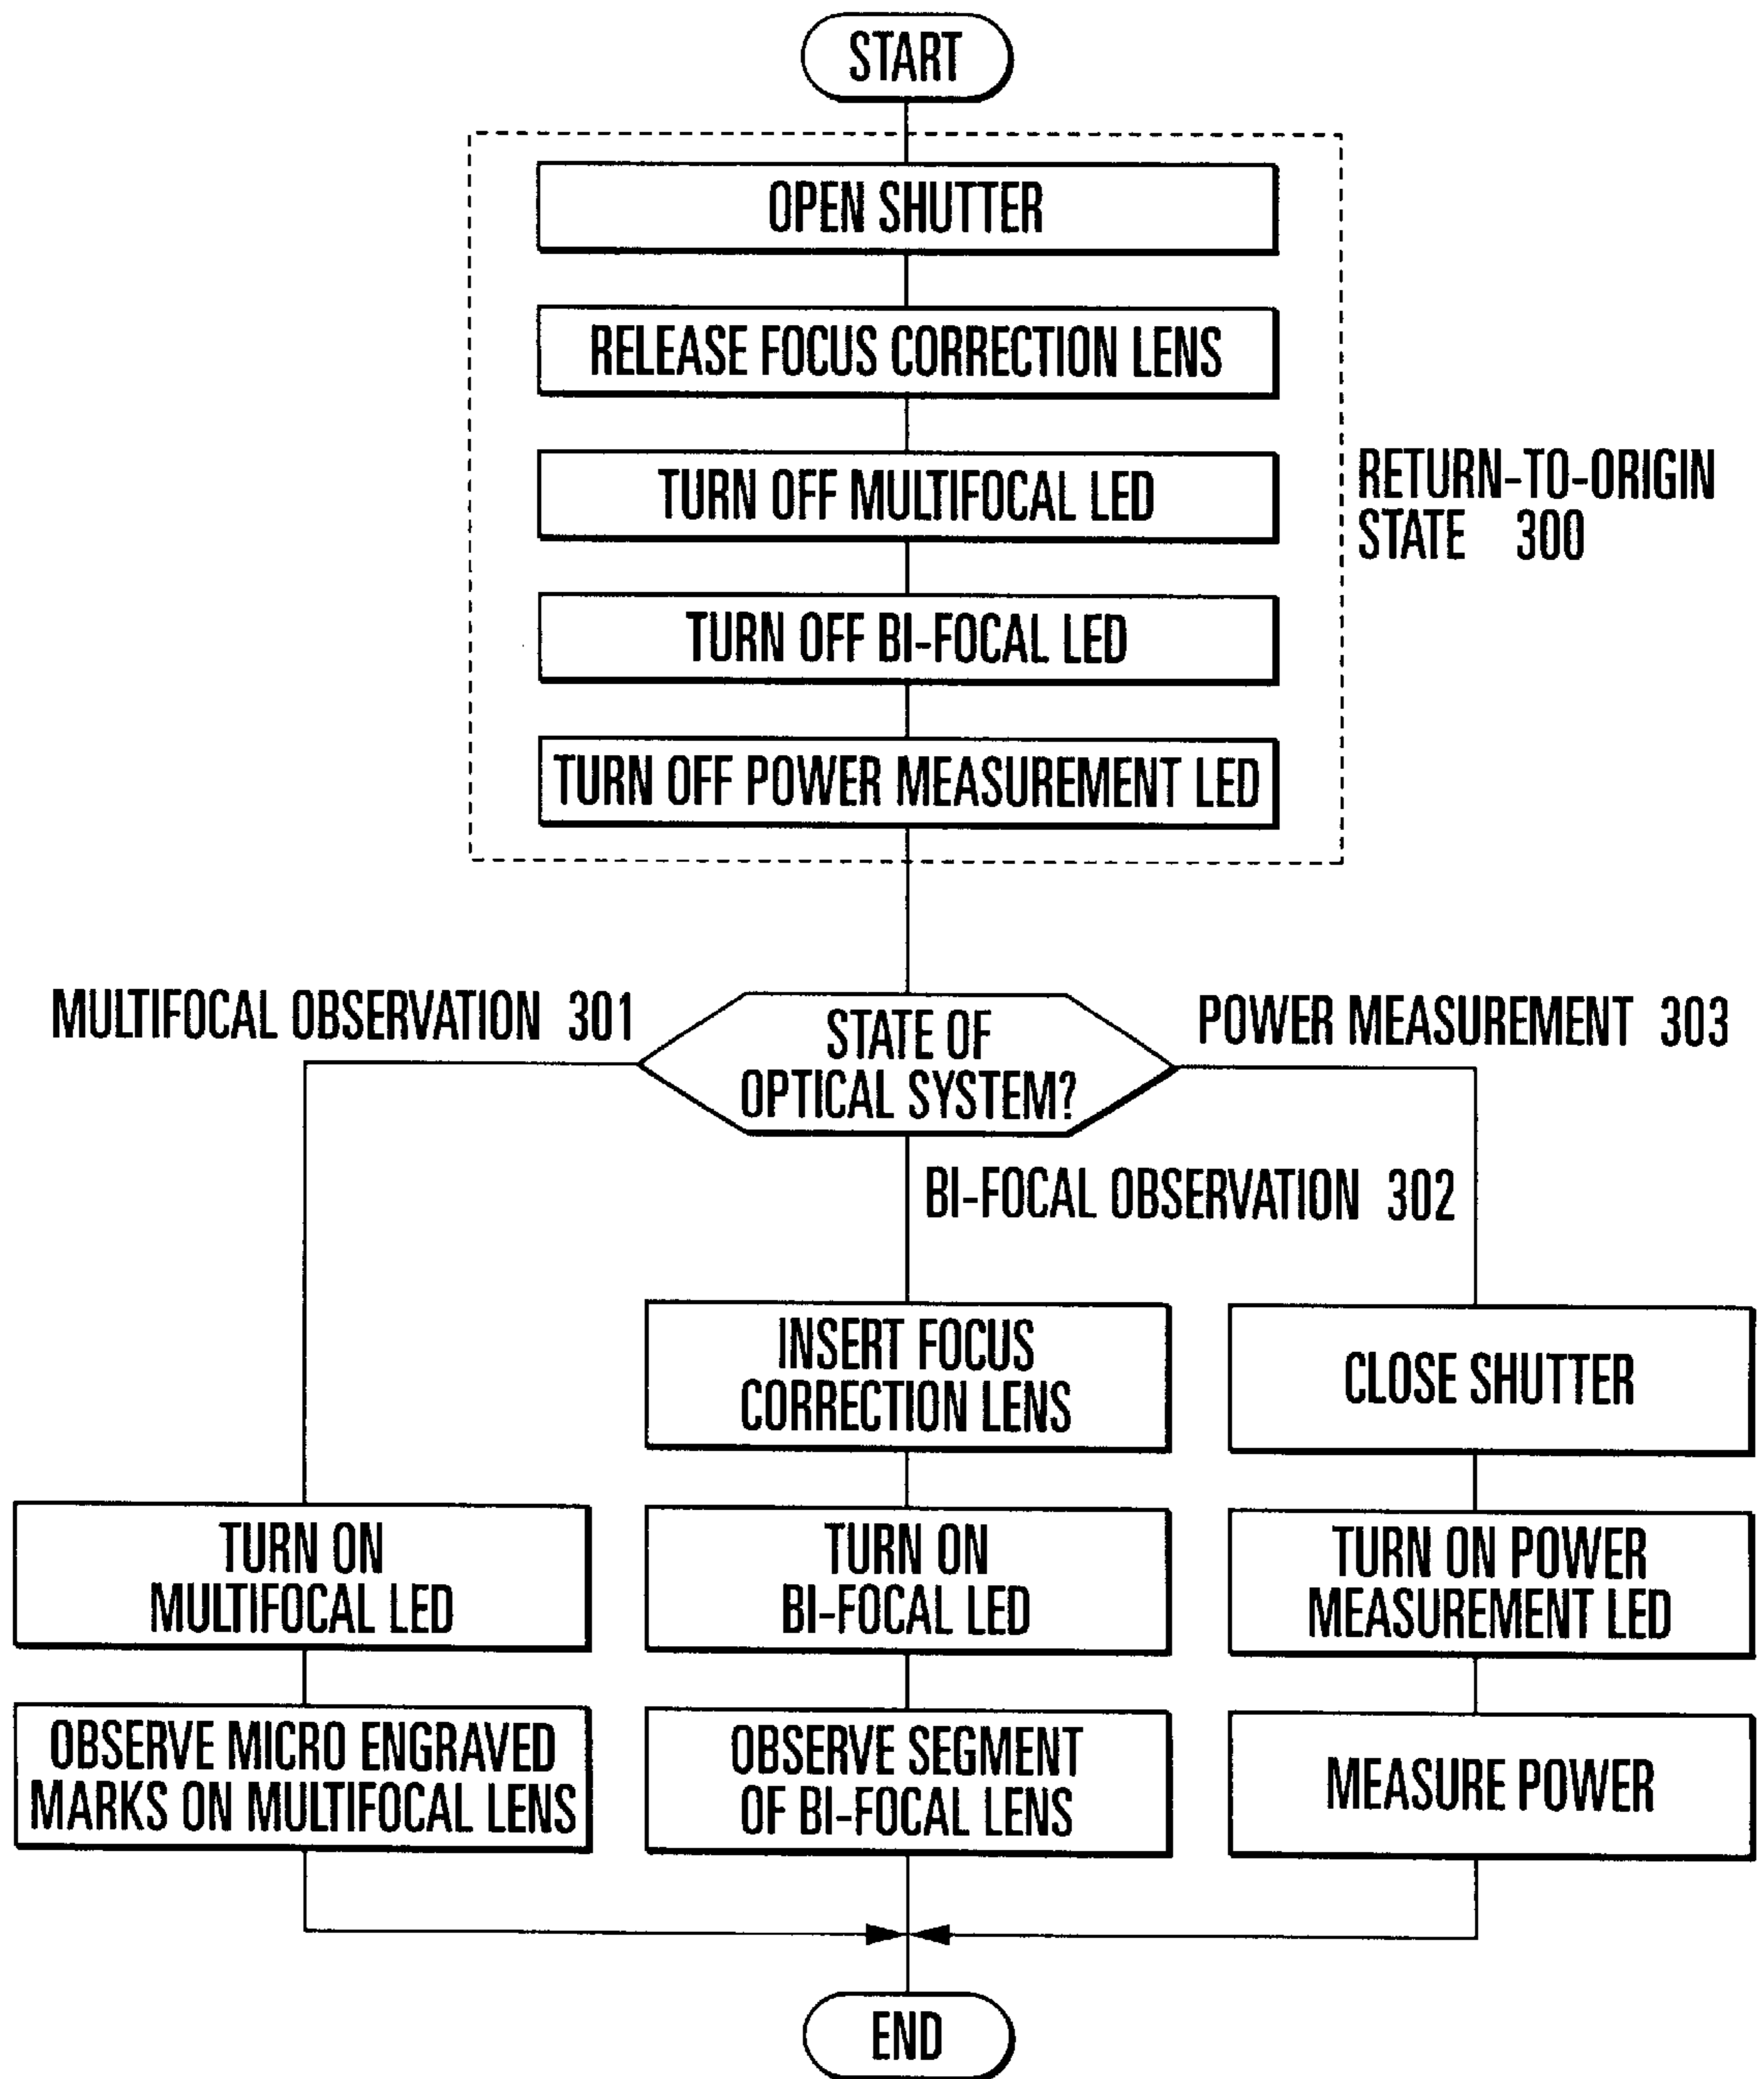 START
OPEN SHUTTER
RELEASE FOCUS CORRECTION LENS
TURN OFF MULTIFOCAL LED
TURN OFF BI-FOCAL LED
TURN OFF POWER MEASUREMENT LED
RETURN-TO-ORIGIN
STATE 300
MULTIFOCAL OBSERVATION 301
STATE OF
OPTICAL SYSTEM?
POWER MEASUREMENT 303
BI-FOCAL OBSERVATION 302
TURN ON
MULTIFOCAL LED
OBSERVE MICRO ENGRAVED
MARKS ON MULTIFOCAL LENS
INSERT FOCUS
CORRECTION LENS
TURN ON
BI-FOCAL LED
OBSERVE SEGMENT
OF BI-FOCAL LENS
CLOSE SHUTTER
TURN ON POWER
MEASUREMENT LED
MEASURE POWER
END